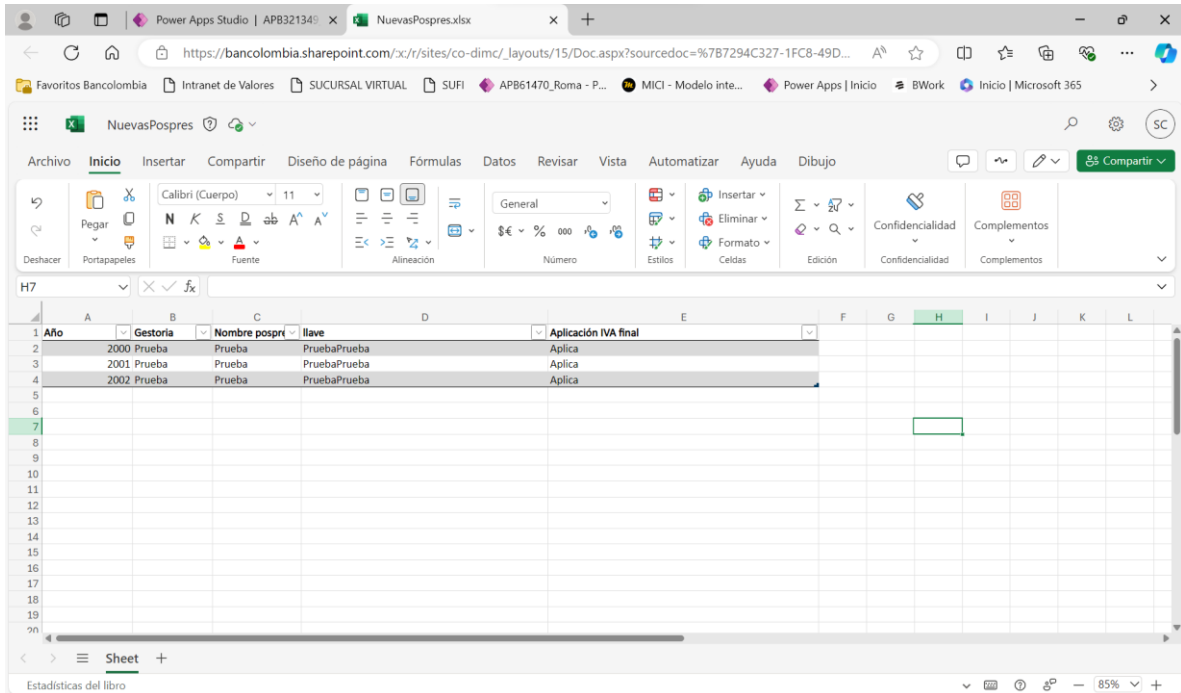 Power Apps Studio | APB321349
NuevasPospres.xlsx
https://bancolombia.sharepoint.com/:x:/r/sites/co-dimc/_layouts/15/Doc.aspx?sourcedoc=%7B7294C327-1FC8-49D...
Favoritos Bancolombia Intranet de Valores SUCURSAL VIRTUAL SUFI APB61470_Roma - P... MICI - Modelo inte... Power Apps | Inicio BWork Inicio | Microsoft 365
NuevasPospres SC
Archivo Inicio Insertar Compartir Diseño de página Fórmulas Datos Revisar Vista Automatizar Ayuda Dibujo Compartir
Calibri (Cuerpo) 11 General Insertar
Pegar N K S D ab A^ A˅ $€ % 000 Eliminar Confidencialidad Complementos
A Formato
Deshacer Portapapeles Fuente Alineación Número Estilos Celdas Edición Confidencialidad Complementos
H7 fx
A B C D E F G H I J K L
1 Año Gestoria Nombre pospre llave Aplicación IVA final
2 2000 Prueba Prueba PruebaPrueba Aplica
3 2001 Prueba Prueba PruebaPrueba Aplica
4 2002 Prueba Prueba PruebaPrueba Aplica
5
6
7
8
9
10
11
12
13
14
15
16
17
18
19
20
Sheet
Estadísticas del libro 85%